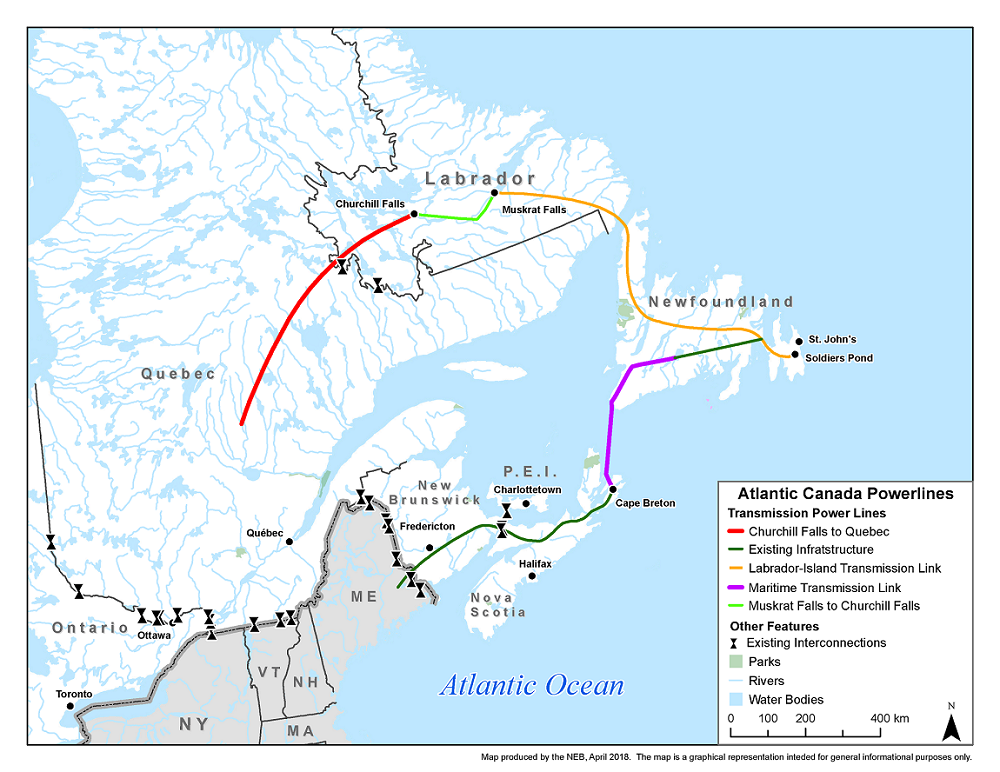 Labrador
Churchill Falls
Muskrat Falls
Newfoundland
St. John's
Soldiers Pond
Quebec
P.E.I.
Charlottetown
New
Brunswick
Cape Breton
Fredericton
Québec
Halifax
ME
Nova
Scotia
Ontario
Ottawa
VT
NH
Toronto
NY
MA
Atlantic Ocean
Atlantic Canada Powerlines
Transmission Power Lines
Churchill Falls to Quebec
Existing Infratstructure
Labrador-Island Transmission Link
Maritime Transmission Link
Muskrat Falls to Churchill Falls
Other Features
Existing Interconnections
Parks
Rivers
Water Bodies
N
0 100 200 400 km
Map produced by the NEB, April 2018. The map is a graphical representation inteded for general informational purposes only.